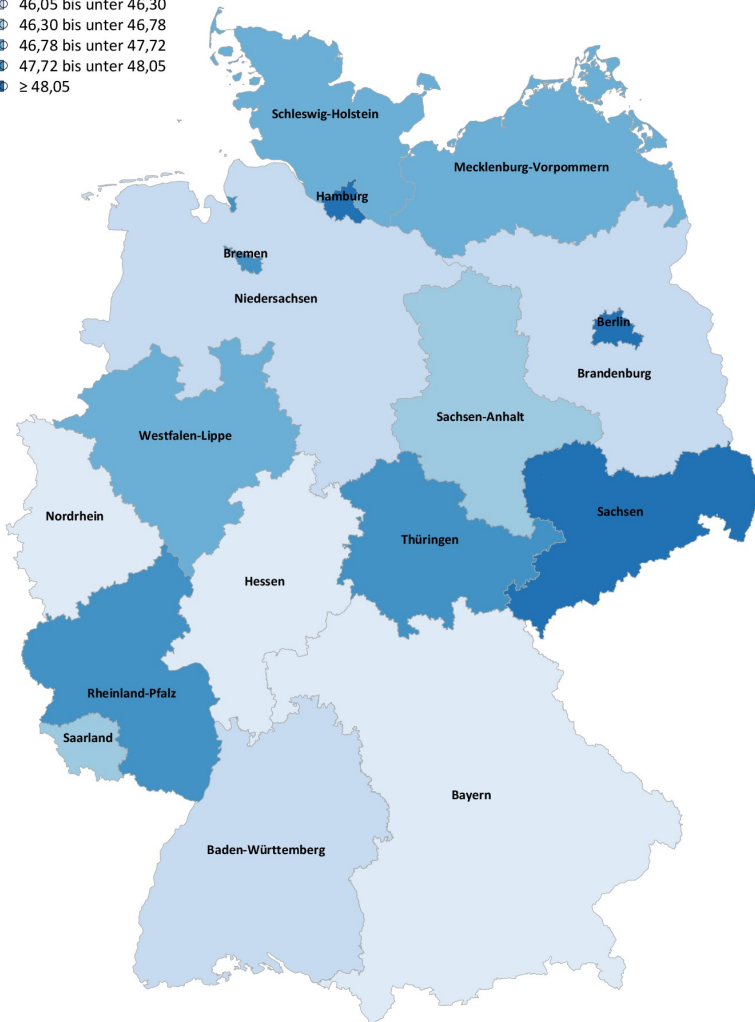 46,05 bis unter 46,30
46,30 bis unter 46,78
46,78 bis unter 47,72
47,72 bis unter 48,05
≥ 48,05
Schleswig-Holstein
Mecklenburg-Vorpommern
Hamburg
Bremen
Niedersachsen
Berlin
Brandenburg
Sachsen-Anhalt
Westfalen-Lippe
Sachsen
Nordrhein
Thüringen
Hessen
Rheinland-Pfalz
Saarland
Bayern
Baden-Württemberg